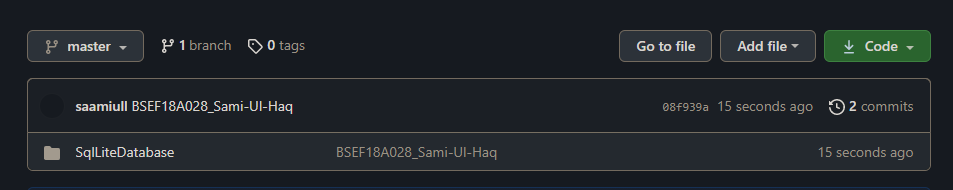 master 1 branch 0 tags Go to file Add file Code
saamiull BSEF18A028_Sami-Ul-Haq 08f939a 15 seconds ago 2 commits
SqlLiteDatabase BSEF18A028_Sami-Ul-Haq 15 seconds ago